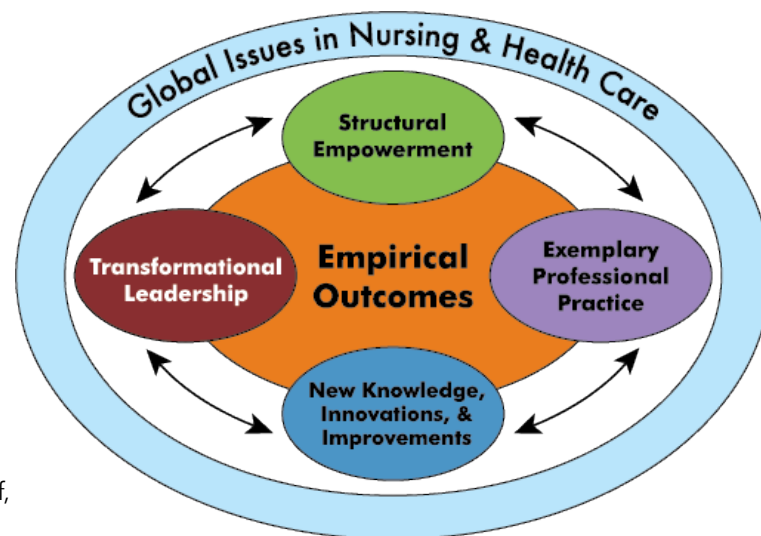 Global Issues in Nursing & Health Care
Structural
Empowerment
Transformational
Leadership
Empirical
Outcomes
Exemplary
Professional
Practice
New Knowledge,
Innovations, &
Improvements
f,